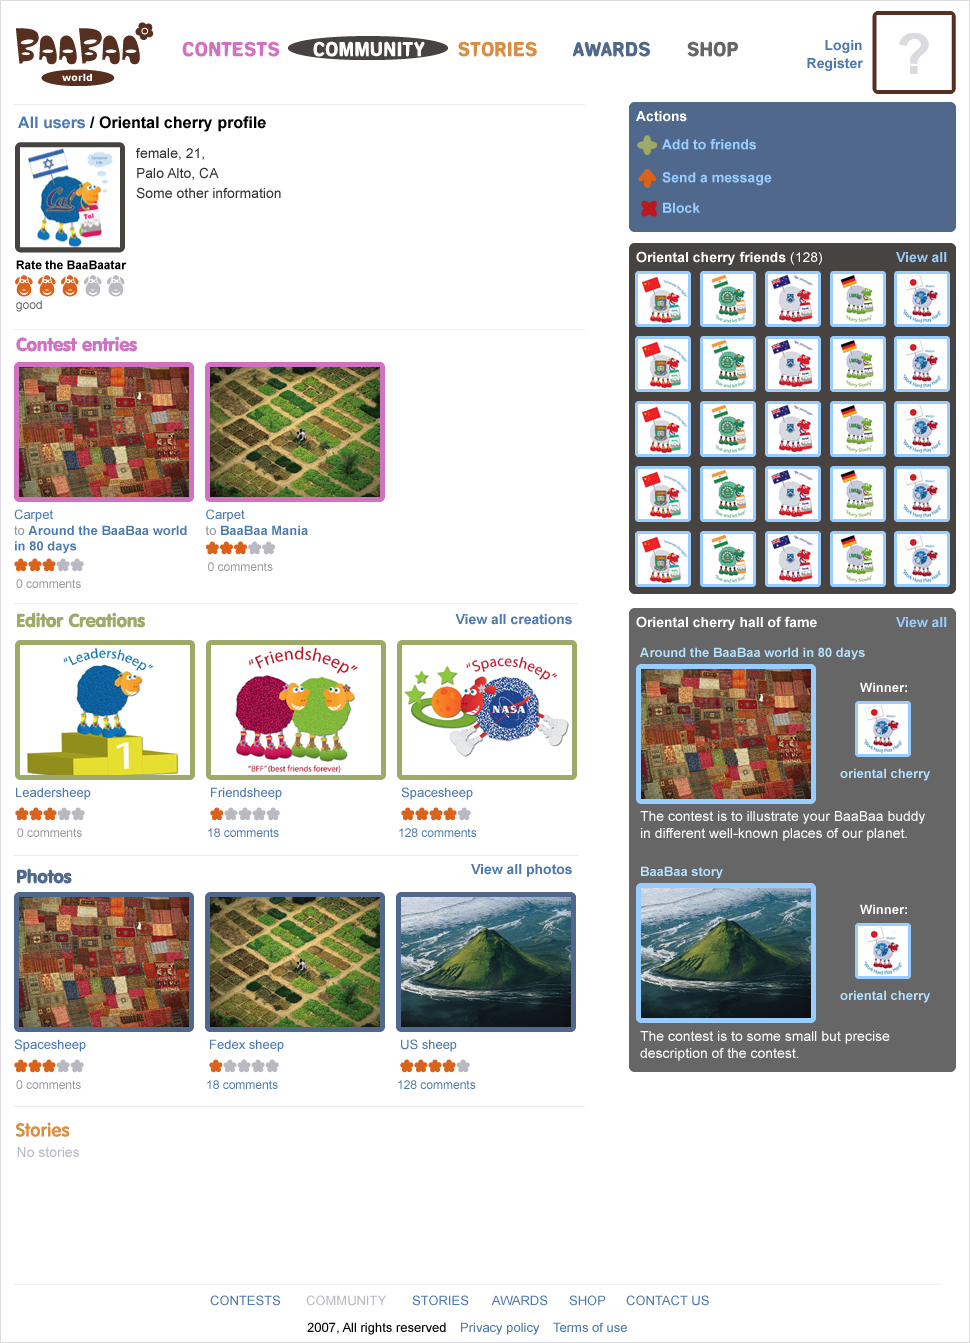 BAABAA
world
CONTESTS COMMUNITY STORIES AWARDS SHOP
Login
Register
?
All users / Oriental cherry profile
female, 21,
Palo Alto, CA
Some other information
Cal
Tai
Rate the BaaBaatar
good
Actions
Add to friends
Send a message
Block
Oriental cherry friends (128) View all
Contest entries
Carpet
to Around the BaaBaa world
in 80 days
0 comments
Carpet
to BaaBaa Mania
0 comments
Editor Creations View all creations
"Leadersheep"
1
Leadersheep
0 comments
"Friendsheep"
"BFF" (best friends forever)
Friendsheep
18 comments
"Spacesheep"
NASA
Spacesheep
128 comments
Photos View all photos
Spacesheep
0 comments
Fedex sheep
18 comments
US sheep
128 comments
Stories
No stories
Oriental cherry hall of fame View all
Around the BaaBaa world in 80 days
Winner:
oriental cherry
The contest is to illustrate your BaaBaa buddy
in different well-known places of our planet.
BaaBaa story
Winner:
oriental cherry
The contest is to some small but precise
description of the contest.
CONTESTS COMMUNITY STORIES AWARDS SHOP CONTACT US
2007, All rights reserved Privacy policy Terms of use